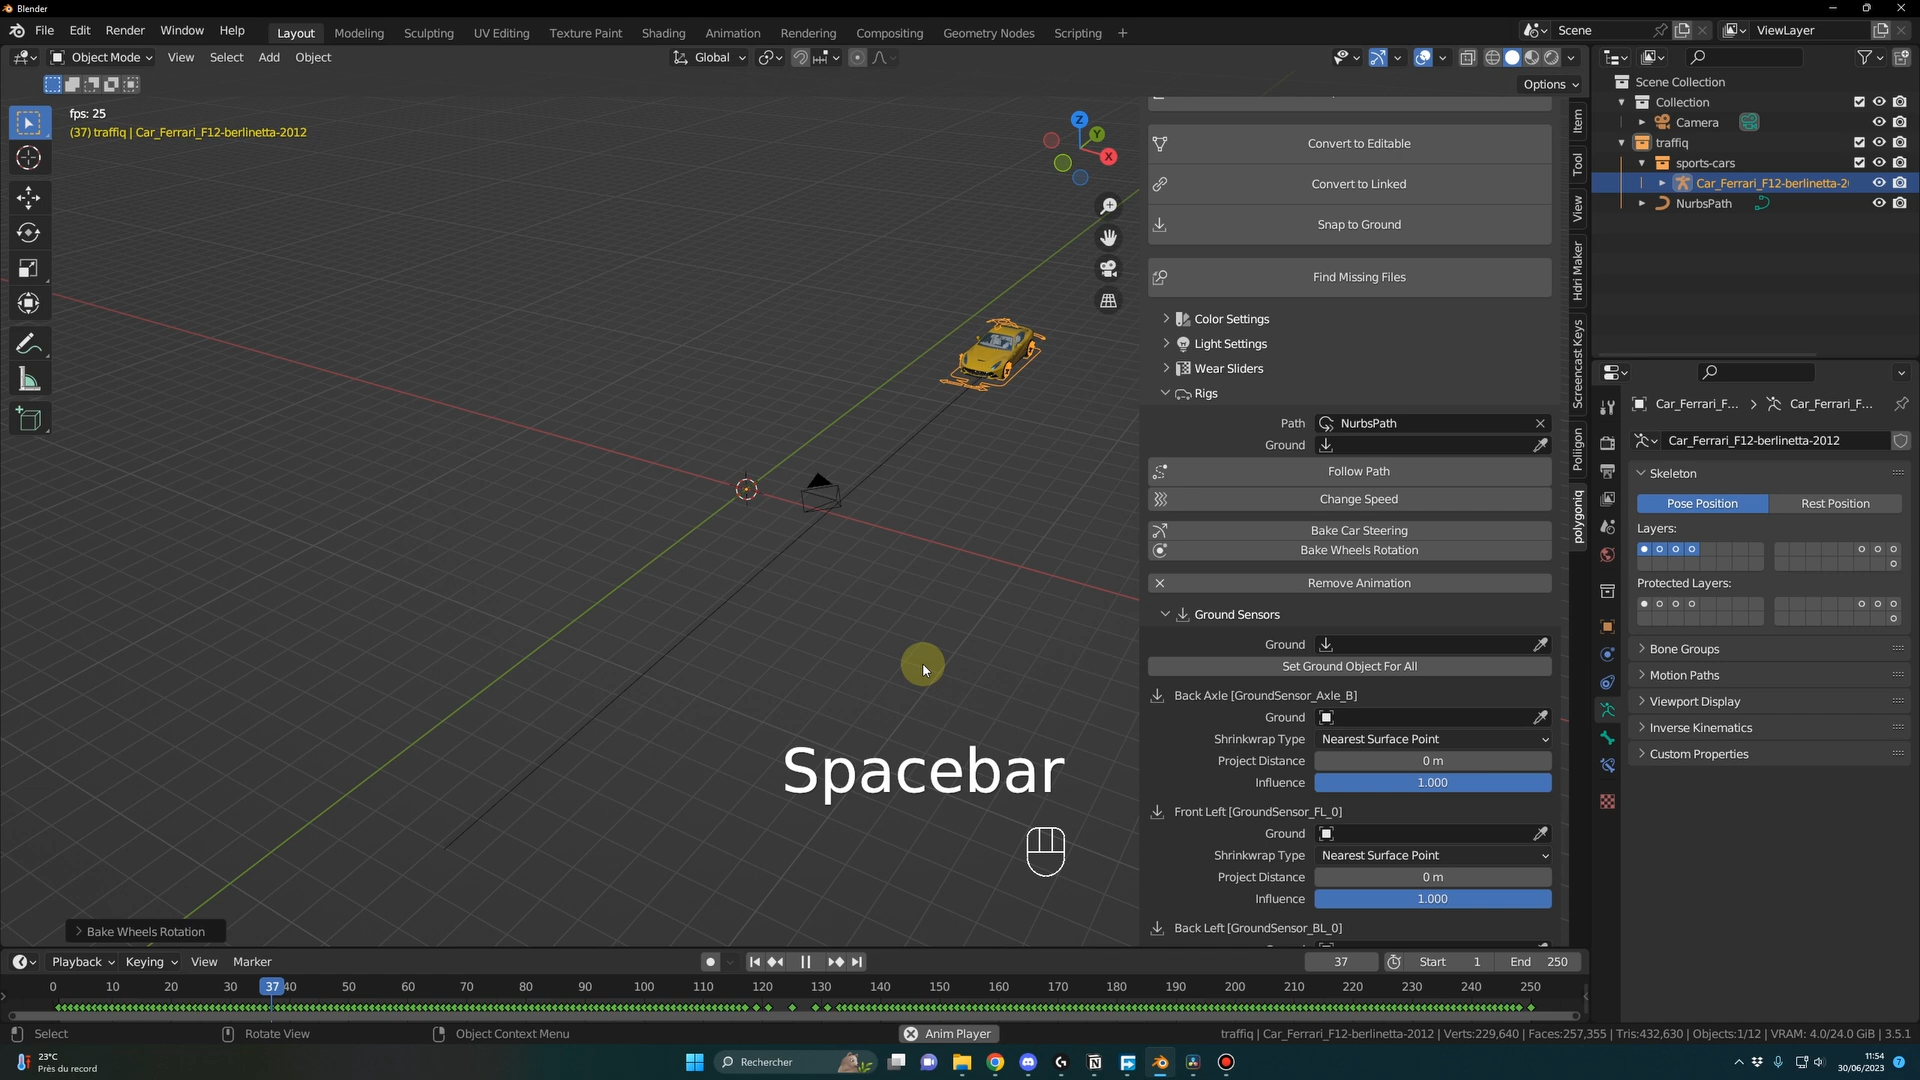 Blender
File Edit Render Window Help
Layout Modeling Sculpting UV Editing Texture Paint Shading Animation Rendering Compositing Geometry Nodes Scripting +
Scene ViewLayer
Object Mode View Select Add Object
Global
Options
fps: 25
(37) traffiq | Car_Ferrari_F12-berlinetta-2012
Z
Y
X
Convert to Editable
Convert to Linked
Snap to Ground
Find Missing Files
Color Settings
Light Settings
Wear Sliders
Rigs
Path NurbsPath
Ground
Follow Path
Change Speed
Bake Car Steering
Bake Wheels Rotation
Remove Animation
Ground Sensors
Ground
Set Ground Object For All
Back Axle [GroundSensor_Axle_B]
Ground
Shrinkwrap Type Nearest Surface Point
Project Distance 0 m
Influence 1.000
Front Left [GroundSensor_FL_0]
Ground
Shrinkwrap Type Nearest Surface Point
Project Distance 0 m
Influence 1.000
Back Left [GroundSensor_BL_0]
Item
Tool
View
Hdri Maker
Screencast Keys
Poliigon
polygoniq
Scene Collection
Collection
Camera
traffiq
sports-cars
Car_Ferrari_F12-berlinetta-2
NurbsPath
Car_Ferrari_F... Car_Ferrari_F...
Car_Ferrari_F12-berlinetta-2012
Skeleton
Pose Position Rest Position
Layers:
Protected Layers:
Bone Groups
Motion Paths
Viewport Display
Inverse Kinematics
Custom Properties
Spacebar
Bake Wheels Rotation
Playback Keying View Marker
37 Start 1 End 250
0 10 20 30 37 40 50 60 70 80 90 100 110 120 130 140 150 160 170 180 190 200 210 220 230 240 250
Select Rotate View Object Context Menu Anim Player
traffiq | Car_Ferrari_F12-berlinetta-2012 | Verts:229,640 | Faces:257,355 | Tris:432,630 | Objects:1/12 | VRAM: 4.0/24.0 GiB | 3.5.1
23°C
Près du record
Rechercher
11:54
30/06/2023
7